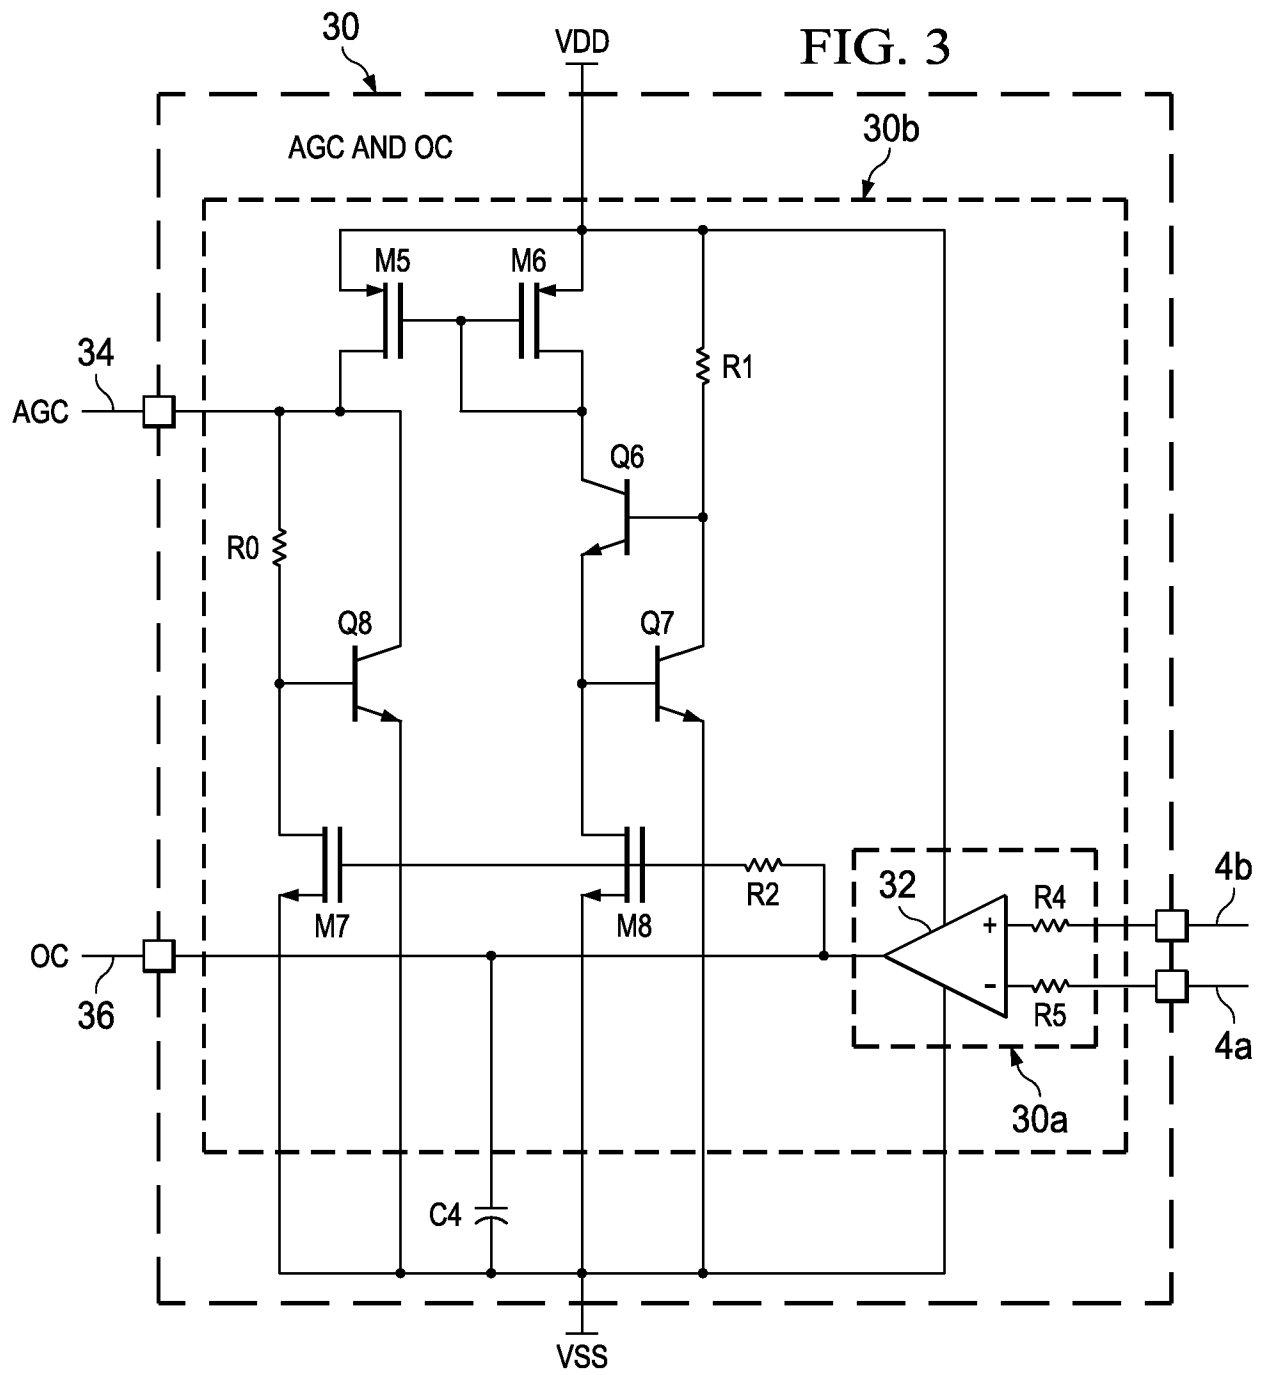 FIG. 3
30
VDD
AGC AND OC
30b
M5
M6
34
R1
AGC
Q6
R0
Q8
Q7
32
R4
4b
R2
M7
M8
+
OC
-
36
R5
4a
30a
C4
VSS